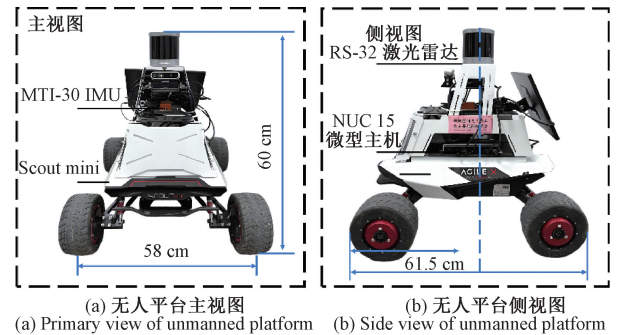 主视图
MTI-30 IMU
Scout mini
60 cm
58 cm
(a) 无人平台主视图
(a) Primary view of unmanned platform
侧视图
RS-32 激光雷达
NUC 15
微型主机
AGILE X
61.5 cm
(b) 无人平台侧视图
(b) Side view of unmanned platform